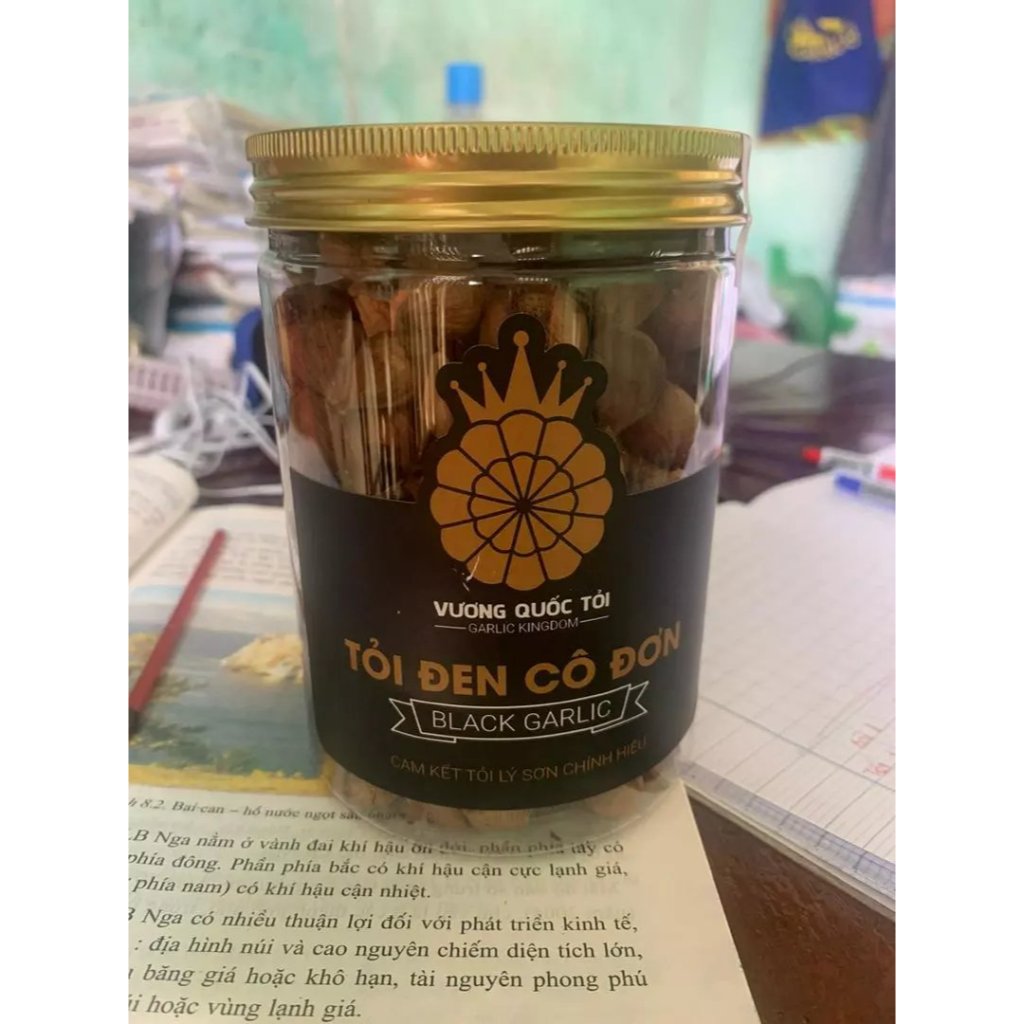 VƯƠNG QUỐC TỎI
GARLIC KINGDOM
TỎI ĐEN CÔ ĐƠN
BLACK GARLIC
CAM KẾT TỎI LÝ SƠN CHÍNH HIỆU
8.2. Bai-can – hồ nước ngọt sâu
B Nga nằm ở vành đai khí hậu ôn đới, phần phía tây có
phía đông. Phần phía bắc có khí hậu cận cực lạnh giá,
phía nam) có khí hậu cận nhiệt.
Nga có nhiều thuận lợi đối với phát triển kinh tế,
: địa hình núi và cao nguyên chiếm diện tích lớn,
băng giá hoặc khô hạn, tài nguyên phong phú
hoặc vùng lạnh giá.